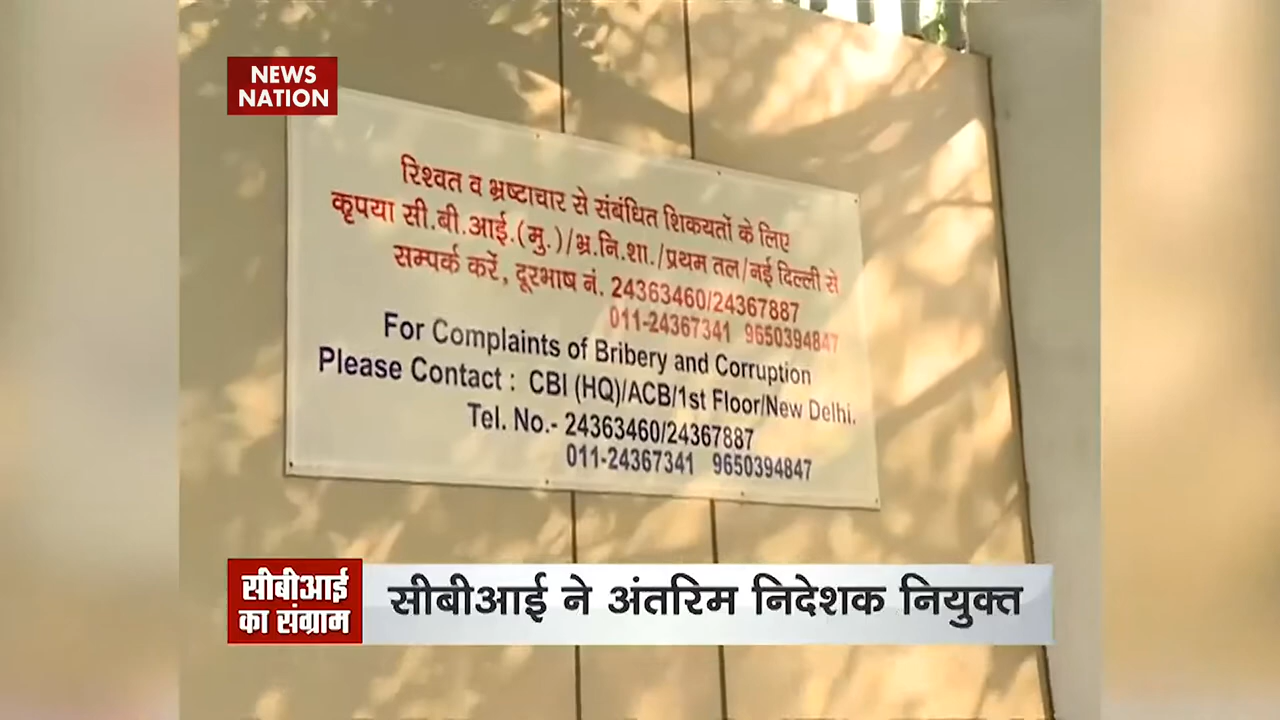 NEWS
NATION
रिश्वत व भ्रष्टाचार से संबंधित शिकयतों के लिए
कृपया सी.बी.आई.(मु.)/भ्र.नि.शा./प्रथम तल/नई दिल्ली से
सम्पर्क करें, दूरभाष नं. 24363460/24367887
011-24367341 9650394847
For Complaints of Bribery and Corruption
Please Contact : CBI (HQ)/ACB/1st Floor/New Delhi.
Tel. No.- 24363460/24367887
011-24367341 9650394847
सीबीआई
का संग्राम
सीबीआई ने अंतरिम निदेशक नियुक्त